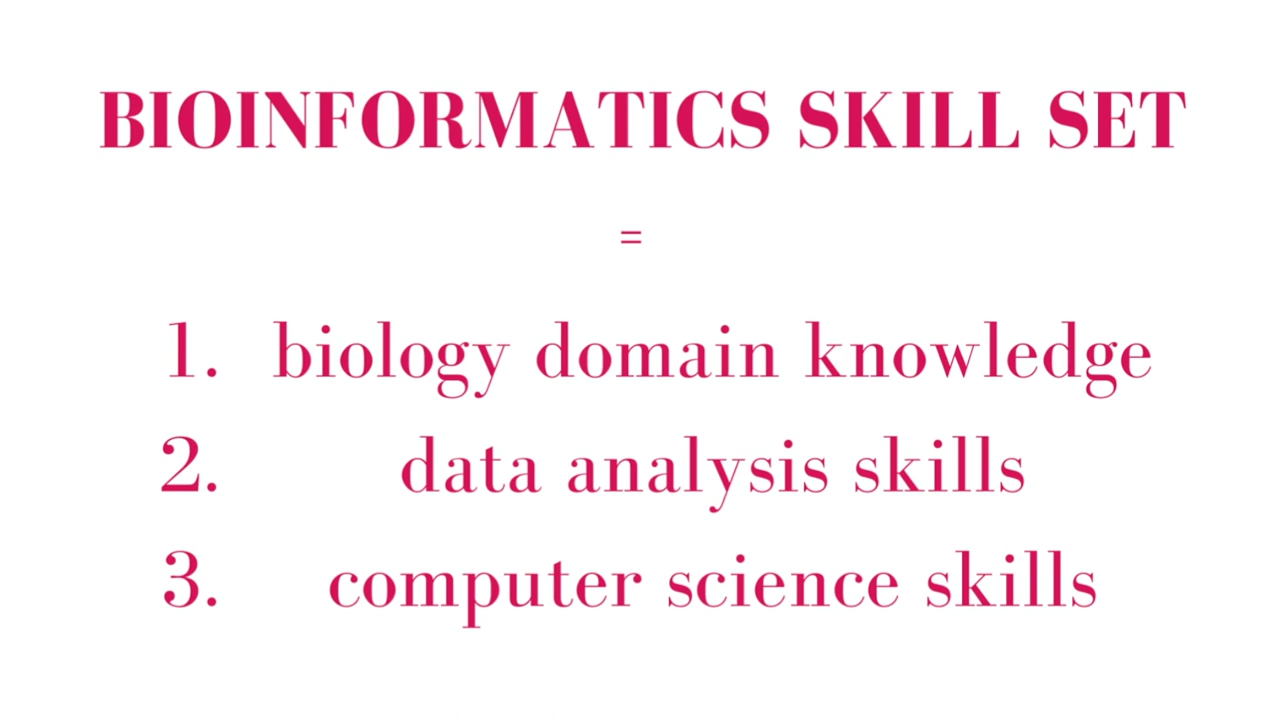 BIOINFORMATICS SKILL SET
=
1. biology domain knowledge
2. data analysis skills
3. computer science skills